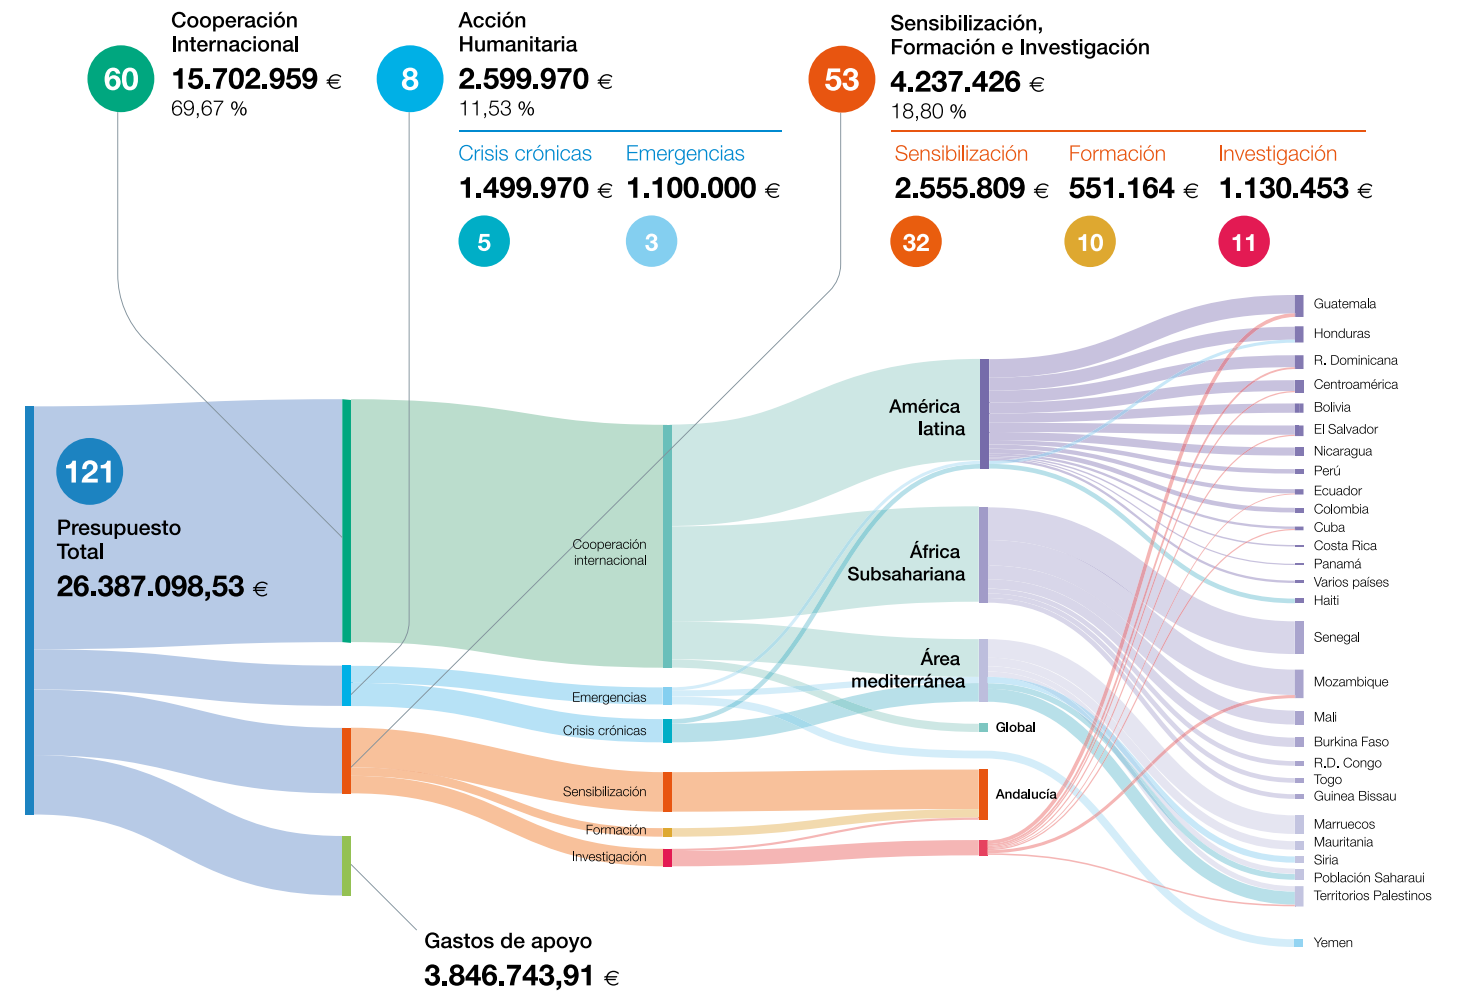 Cooperación
Internacional
60
15.702.959 €
69,67 %
Acción
Humanitaria
8
2.599.970 €
11,53 %
Crisis crónicas
1.499.970 €
5
Emergencias
1.100.000 €
3
Sensibilización,
Formación e Investigación
53
4.237.426 €
18,80 %
Sensibilización
2.555.809 €
32
Formación
551.164 €
10
Investigación
1.130.453 €
11
121
Presupuesto
Total
26.387.098,53 €
Gastos de apoyo
3.846.743,91 €
Cooperación
internacional
Emergencias
Crisis crónicas
Sensibilización
Formación
Investigación
América
latina
África
Subsahariana
Área
mediterránea
Global
Andalucía
Guatemala
Honduras
R. Dominicana
Centroamérica
Bolivia
El Salvador
Nicaragua
Perú
Ecuador
Colombia
Cuba
Costa Rica
Panamá
Varios países
Haiti
Senegal
Mozambique
Mali
Burkina Faso
R.D. Congo
Togo
Guinea Bissau
Marruecos
Mauritania
Siria
Población Saharaui
Territorios Palestinos
Yemen